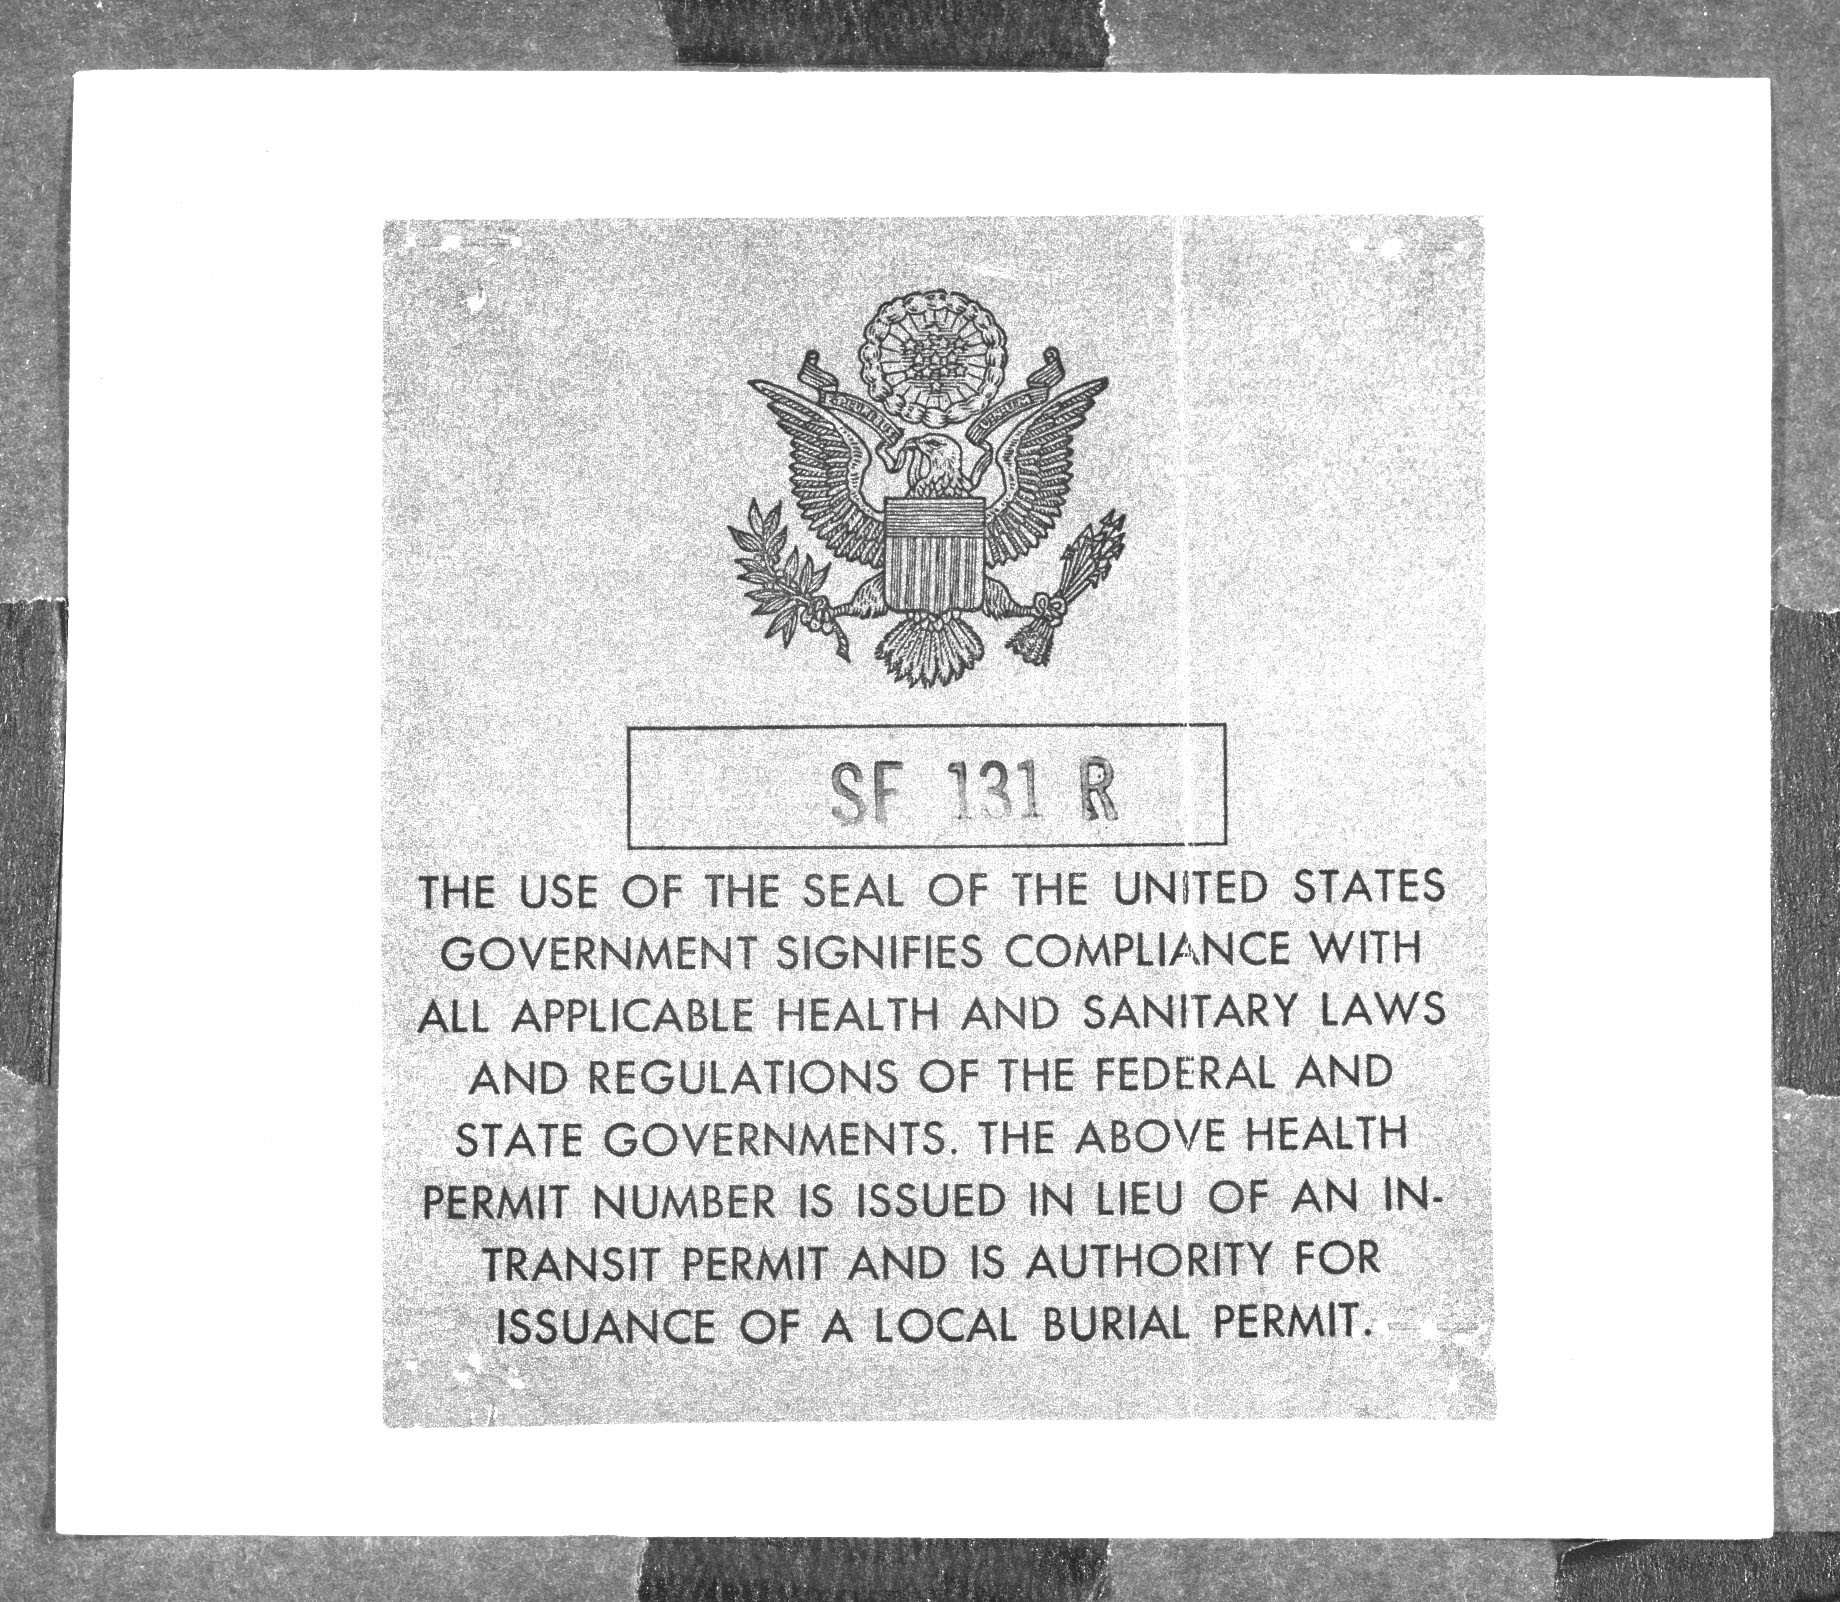 E PLURIBUS UNUM
SF 131 R
THE USE OF THE SEAL OF THE UNITED STATES
GOVERNMENT SIGNIFIES COMPLIANCE WITH
ALL APPLICABLE HEALTH AND SANITARY LAWS
AND REGULATIONS OF THE FEDERAL AND
STATE GOVERNMENTS. THE ABOVE HEALTH
PERMIT NUMBER IS ISSUED IN LIEU OF AN IN-
TRANSIT PERMIT AND IS AUTHORITY FOR
ISSUANCE OF A LOCAL BURIAL PERMIT.